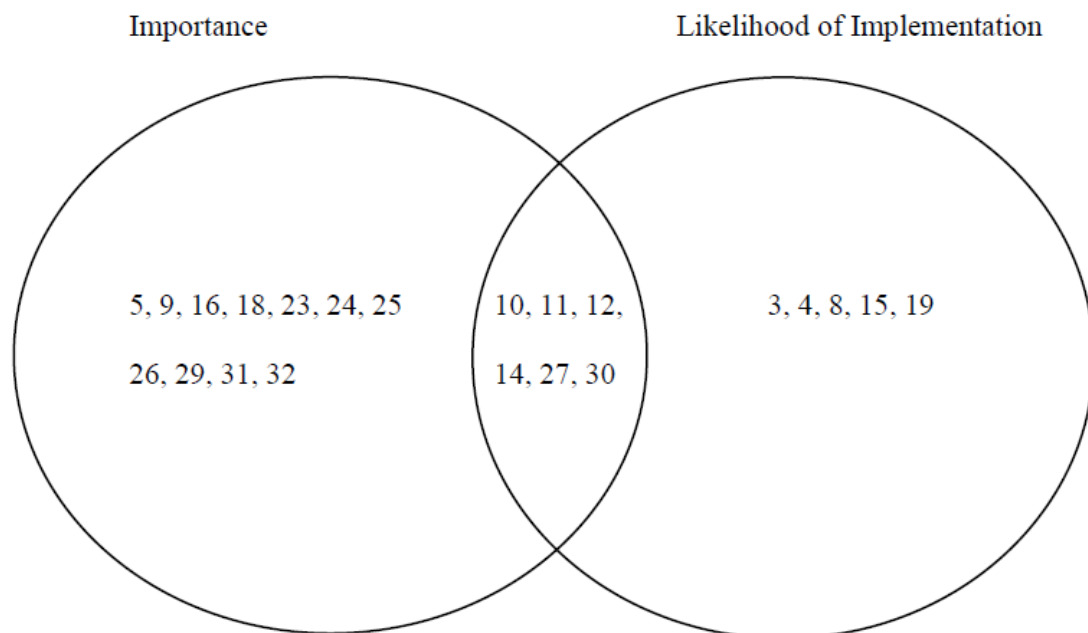 Importance
Likelihood of Implementation
5, 9, 16, 18, 23, 24, 25
26, 29, 31, 32
10, 11, 12,
14, 27, 30
3, 4, 8, 15, 19